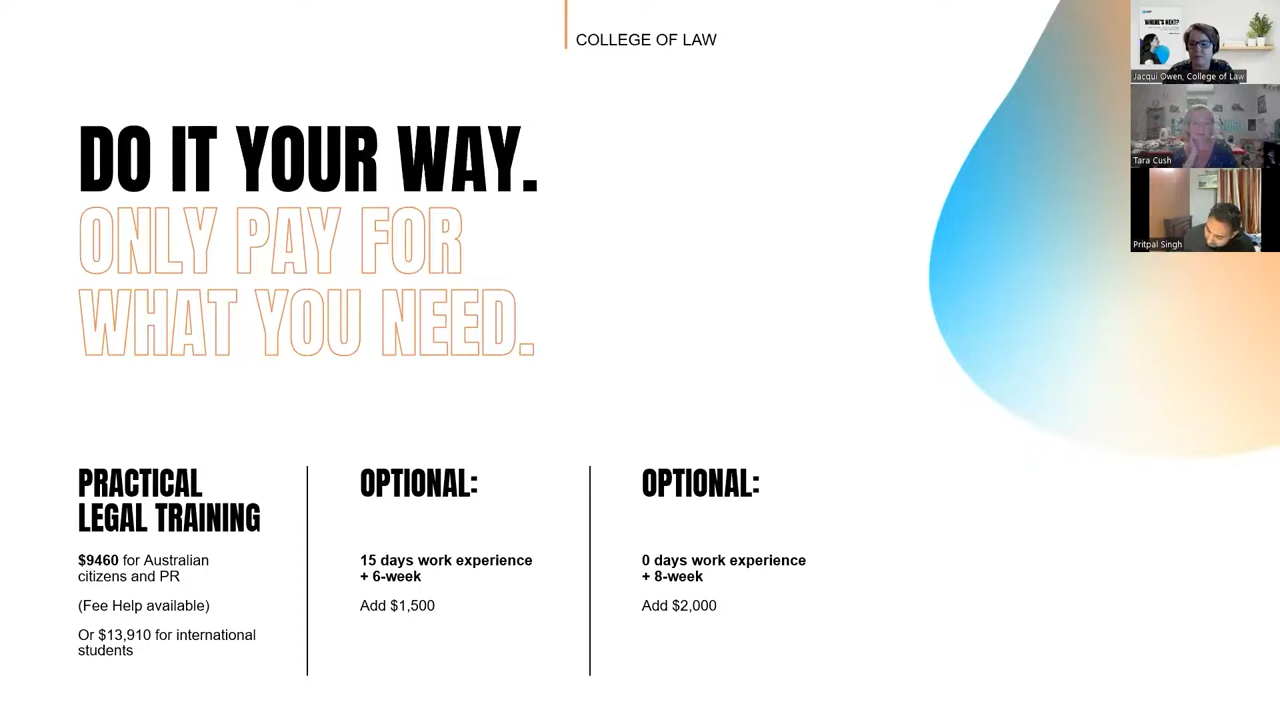 COLLEGE OF LAW
DO IT YOUR WAY.
ONLY PAY FOR
WHAT YOU NEED.
PRACTICAL
LEGAL TRAINING
$9460 for Australian
citizens and PR
(Fee Help available)
Or $13,910 for international
students
OPTIONAL:
15 days work experience
+ 6-week
Add $1,500
OPTIONAL:
0 days work experience
+ 8-week
Add $2,000
WHERE'S NEXT?
Jacqui Owen, College of Law
Tara Cush
Pritpal Singh